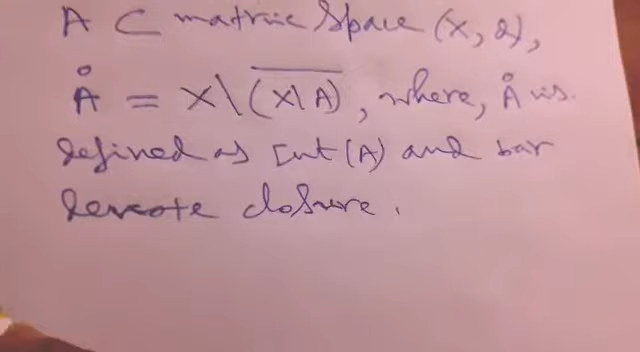 A ⊂ matric Space (X, d),
Å = X\(X\A)̅, where, Å is
defined as Int(A) and bar
denote closure.